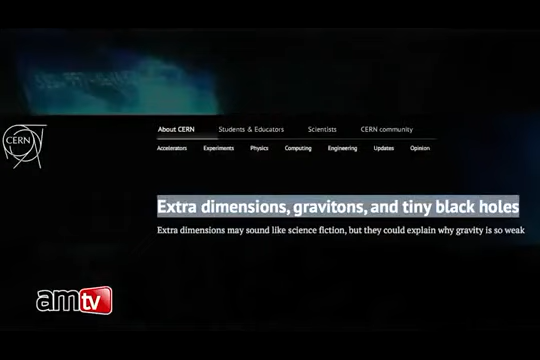 CERN
About CERN
Students & Educators
Scientists
CERN community
Accelerators
Experiments
Physics
Computing
Engineering
Updates
Opinion
Extra dimensions, gravitons, and tiny black holes
Extra dimensions may sound like science fiction, but they could explain why gravity is so weak
amtv